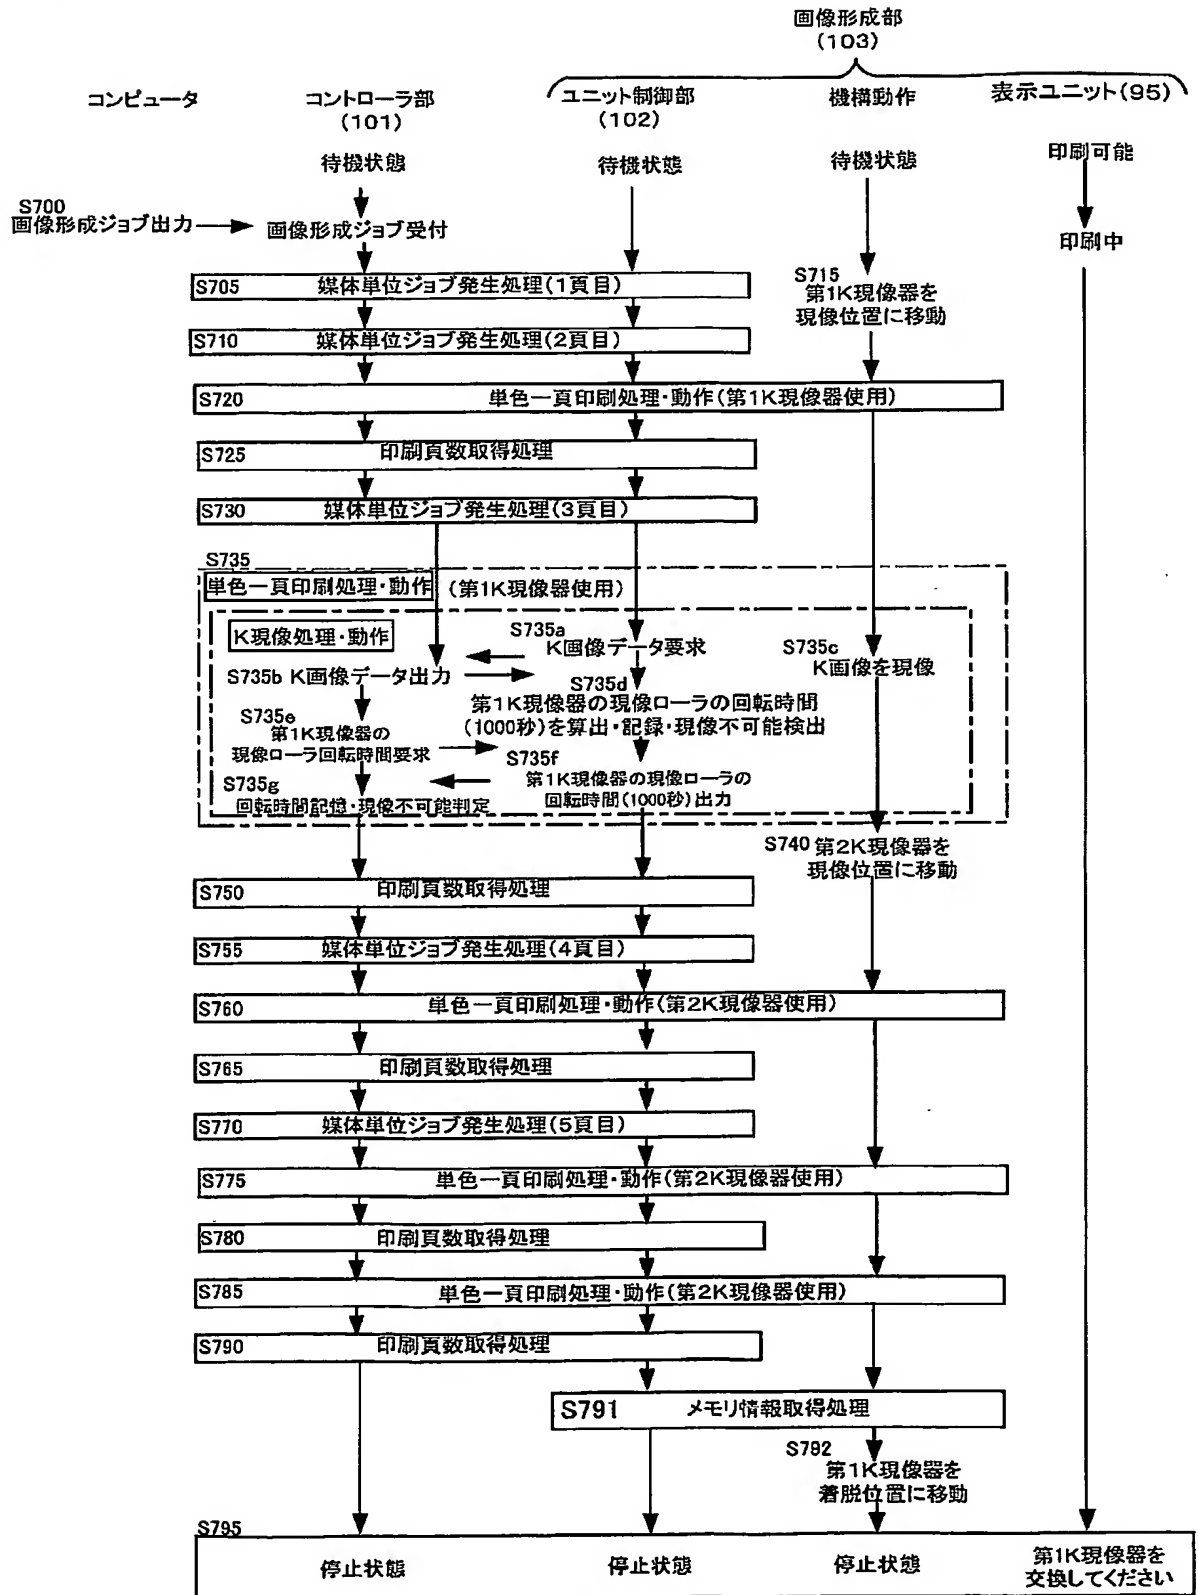 画像形成部
(103)
コンピュータ
コントローラ部
(101)
ユニット制御部
(102)
機構動作
表示ユニット(95)
待機状態
待機状態
待機状態
印刷可能
S700
画像形成ジョブ出力
画像形成ジョブ受付
印刷中
S705 媒体単位ジョブ発生処理(1頁目)
S715
第1K現像器を
現像位置に移動
S710 媒体単位ジョブ発生処理(2頁目)
S720 単色一頁印刷処理・動作(第1K現像器使用)
S725 印刷頁数取得処理
S730 媒体単位ジョブ発生処理(3頁目)
S735
単色一頁印刷処理・動作 (第1K現像器使用)
K現像処理・動作
S735a
K画像データ要求
S735b K画像データ出力
S735c
K画像を現像
S735d
第1K現像器の現像ローラの回転時間
(1000秒)を算出・記録・現像不可能検出
S735e
第1K現像器の
現像ローラ回転時間要求
S735f
第1K現像器の現像ローラの
回転時間(1000秒)出力
S735g
回転時間記憶・現像不可能判定
S740 第2K現像器を
現像位置に移動
S750 印刷頁数取得処理
S755 媒体単位ジョブ発生処理(4頁目)
S760 単色一頁印刷処理・動作(第2K現像器使用)
S765 印刷頁数取得処理
S770 媒体単位ジョブ発生処理(5頁目)
S775 単色一頁印刷処理・動作(第2K現像器使用)
S780 印刷頁数取得処理
S785 単色一頁印刷処理・動作(第2K現像器使用)
S790 印刷頁数取得処理
S791 メモリ情報取得処理
S792
第1K現像器を
着脱位置に移動
S795
停止状態
停止状態
停止状態
第1K現像器を
交換してください